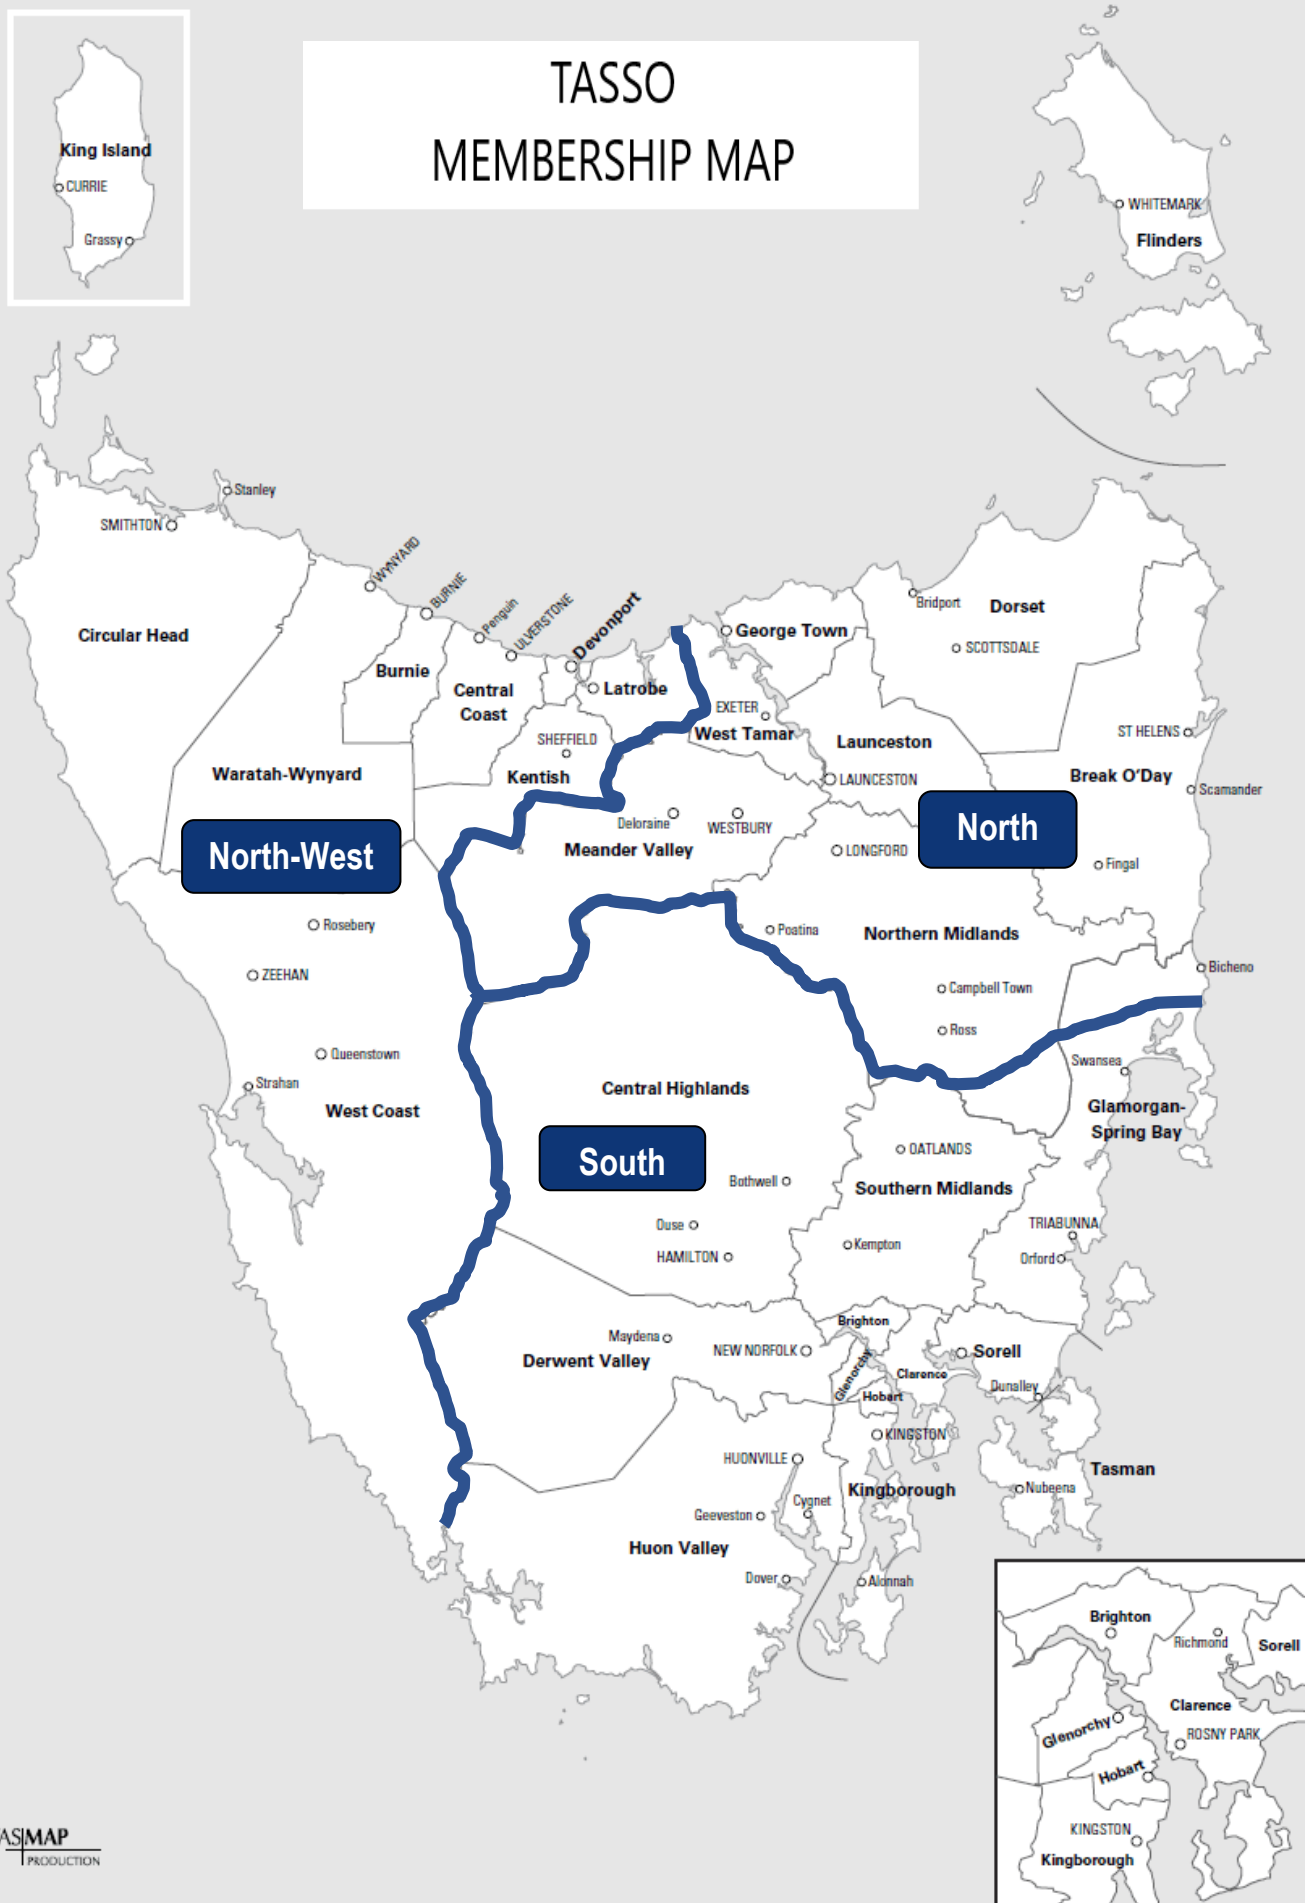 TASSO
MEMBERSHIP MAP
King Island
CURRIE
Grassy
WHITEMARK
Flinders
Stanley
SMITHTON
WYNYARD
BURNIE
Penguin
ULVERSTONE
Devonport
Circular Head
Burnie
Central
Coast
Latrobe
George Town
Bridport
Dorset
SCOTTSDALE
EXETER
West Tamar
SHEFFIELD
Kentish
Launceston
LAUNCESTON
ST HELENS
Break O'Day
Scamander
Waratah-Wynyard
Deloraine
WESTBURY
Meander Valley
LONGFORD
North
North-West
Fingal
Rosebery
Poatina
Northern Midlands
ZEEHAN
Bicheno
Campbell Town
Ross
Queenstown
Strahan
West Coast
Swansea
Central Highlands
Glamorgan-
Spring Bay
South
OATLANDS
Bothwell
Southern Midlands
Ouse
HAMILTON
Kempton
TRIABUNNA
Orford
Brighton
Maydena
NEW NORFOLK
Derwent Valley
Glenorchy
Clarence
Sorell
Hobart
Dunalley
KINGSTON
HUONVILLE
Tasman
Kingborough
Nubeena
Cygnet
Geeveston
Huon Valley
Dover
Alonnah
Brighton
Richmond
Sorell
Clarence
Glenorchy
ROSNY PARK
Hobart
KINGSTON
Kingborough
ASMAP
PRODUCTION